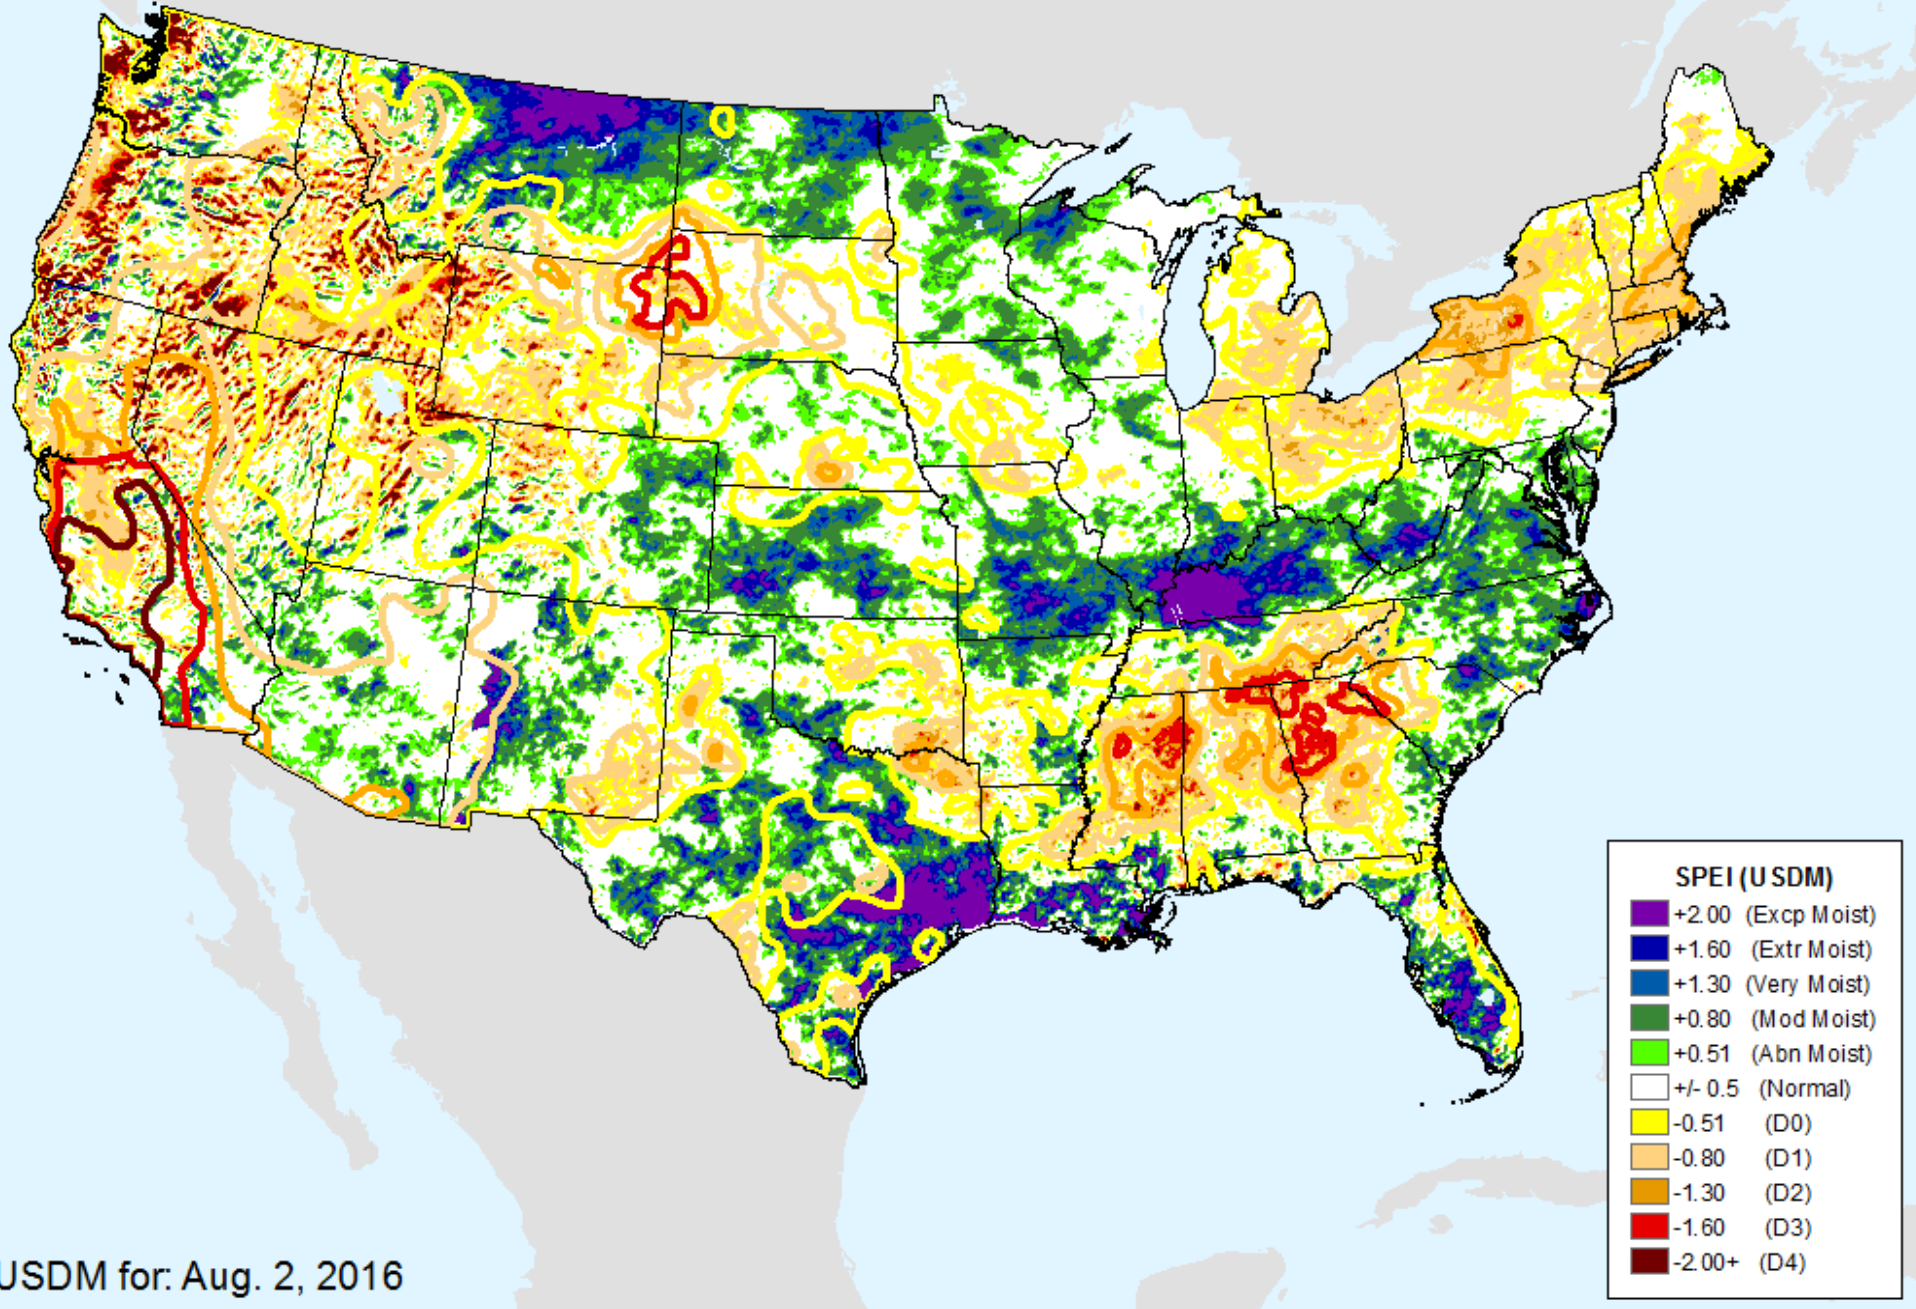 SPEI (USDM)
+2.00 (Excp Moist)
+1.60 (Extr Moist)
+1.30 (Very Moist)
+0.80 (Mod Moist)
+0.51 (Abn Moist)
+/- 0.5 (Normal)
-0.51 (D0)
-0.80 (D1)
-1.30 (D2)
-1.60 (D3)
-2.00+ (D4)
USDM for: Aug. 2, 2016